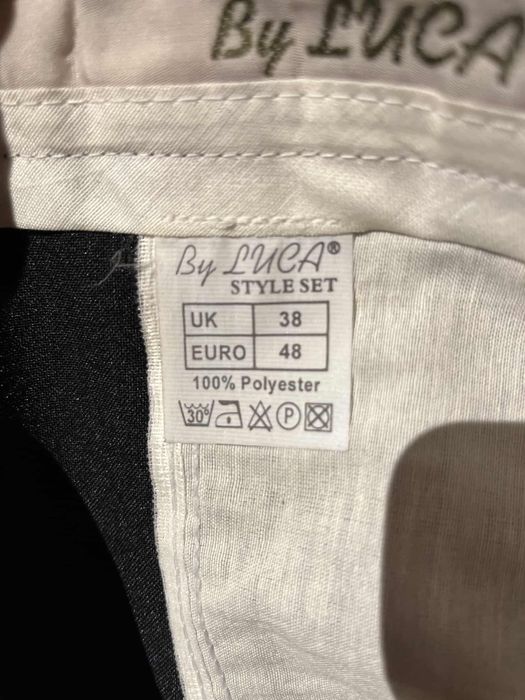 By LUCA
By LUCA®
STYLE SET
UK 38
EURO 48
100% Polyester
30° P